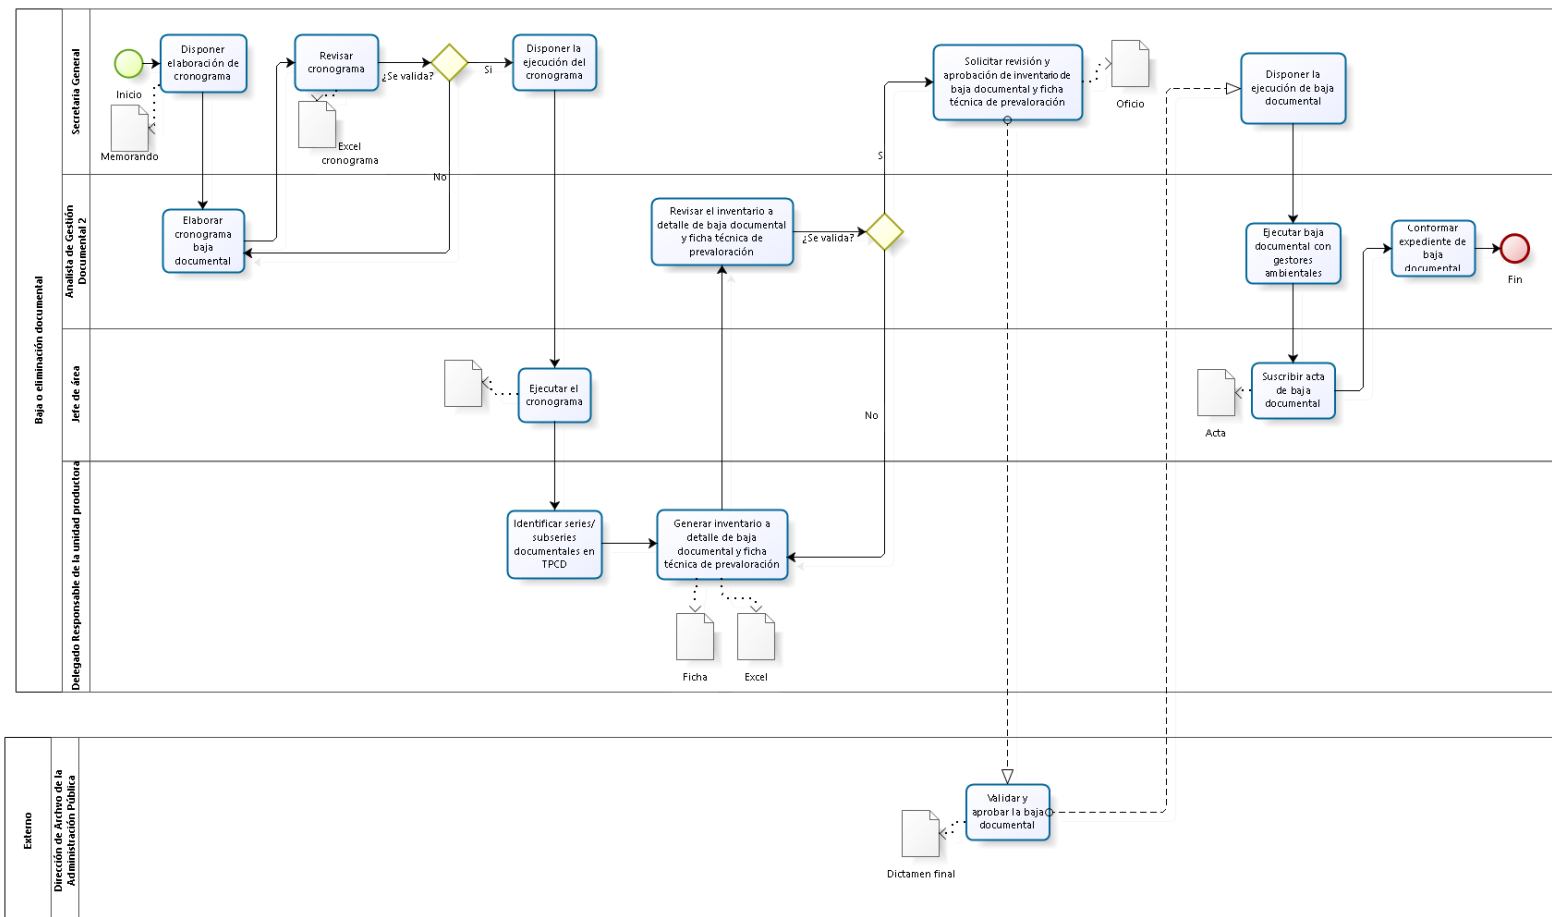 Baja o eliminación documental
Secretaria General
Inicio
Disponer
elaboración de
cronograma
Memorando
Revisar
cronograma
Excel
cronograma
¿Se valida?
Si
No
Disponer la
ejecución del
cronograma
Solicitar revisión y
aprobación de inventario de
baja documental y ficha
técnica de prevaloración
Oficio
Disponer la
ejecución de baja
documental
S
Analista de Gestión
Documental 2
Elaborar
cronograma
baja
documental
Revisar el inventario a
detalle de baja documental
y ficha técnica de
prevaloración
¿Se valida?
No
Ejecutar baja
documental con
gestores
ambientales
Conformar
expediente de
baja
documental
Fin
Jefe de área
Ejecutar el
cronograma
Suscribir acta
de baja
documental
Acta
Delegado Responsable de la unidad productora
Identificar series/
subseries
documentales en
TPCD
Generar inventario a
detalle de baja
documental y ficha
técnica de prevaloración
Ficha
Excel
Externo
Dirección de Archvo de la
Administración Pública
Validar y
aprobar la baja
documental
Dictamen final